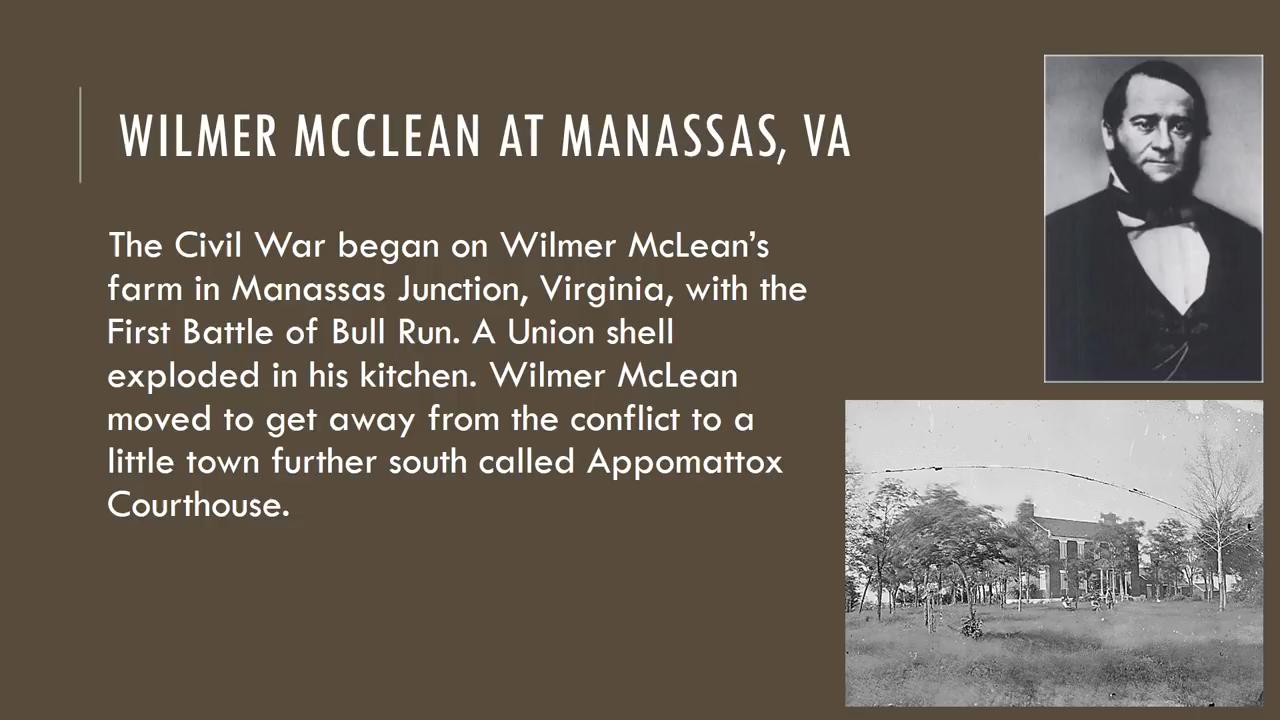 WILMER MCCLEAN AT MANASSAS, VA
The Civil War began on Wilmer McLean’s
farm in Manassas Junction, Virginia, with the
First Battle of Bull Run. A Union shell
exploded in his kitchen. Wilmer McLean
moved to get away from the conflict to a
little town further south called Appomattox
Courthouse.